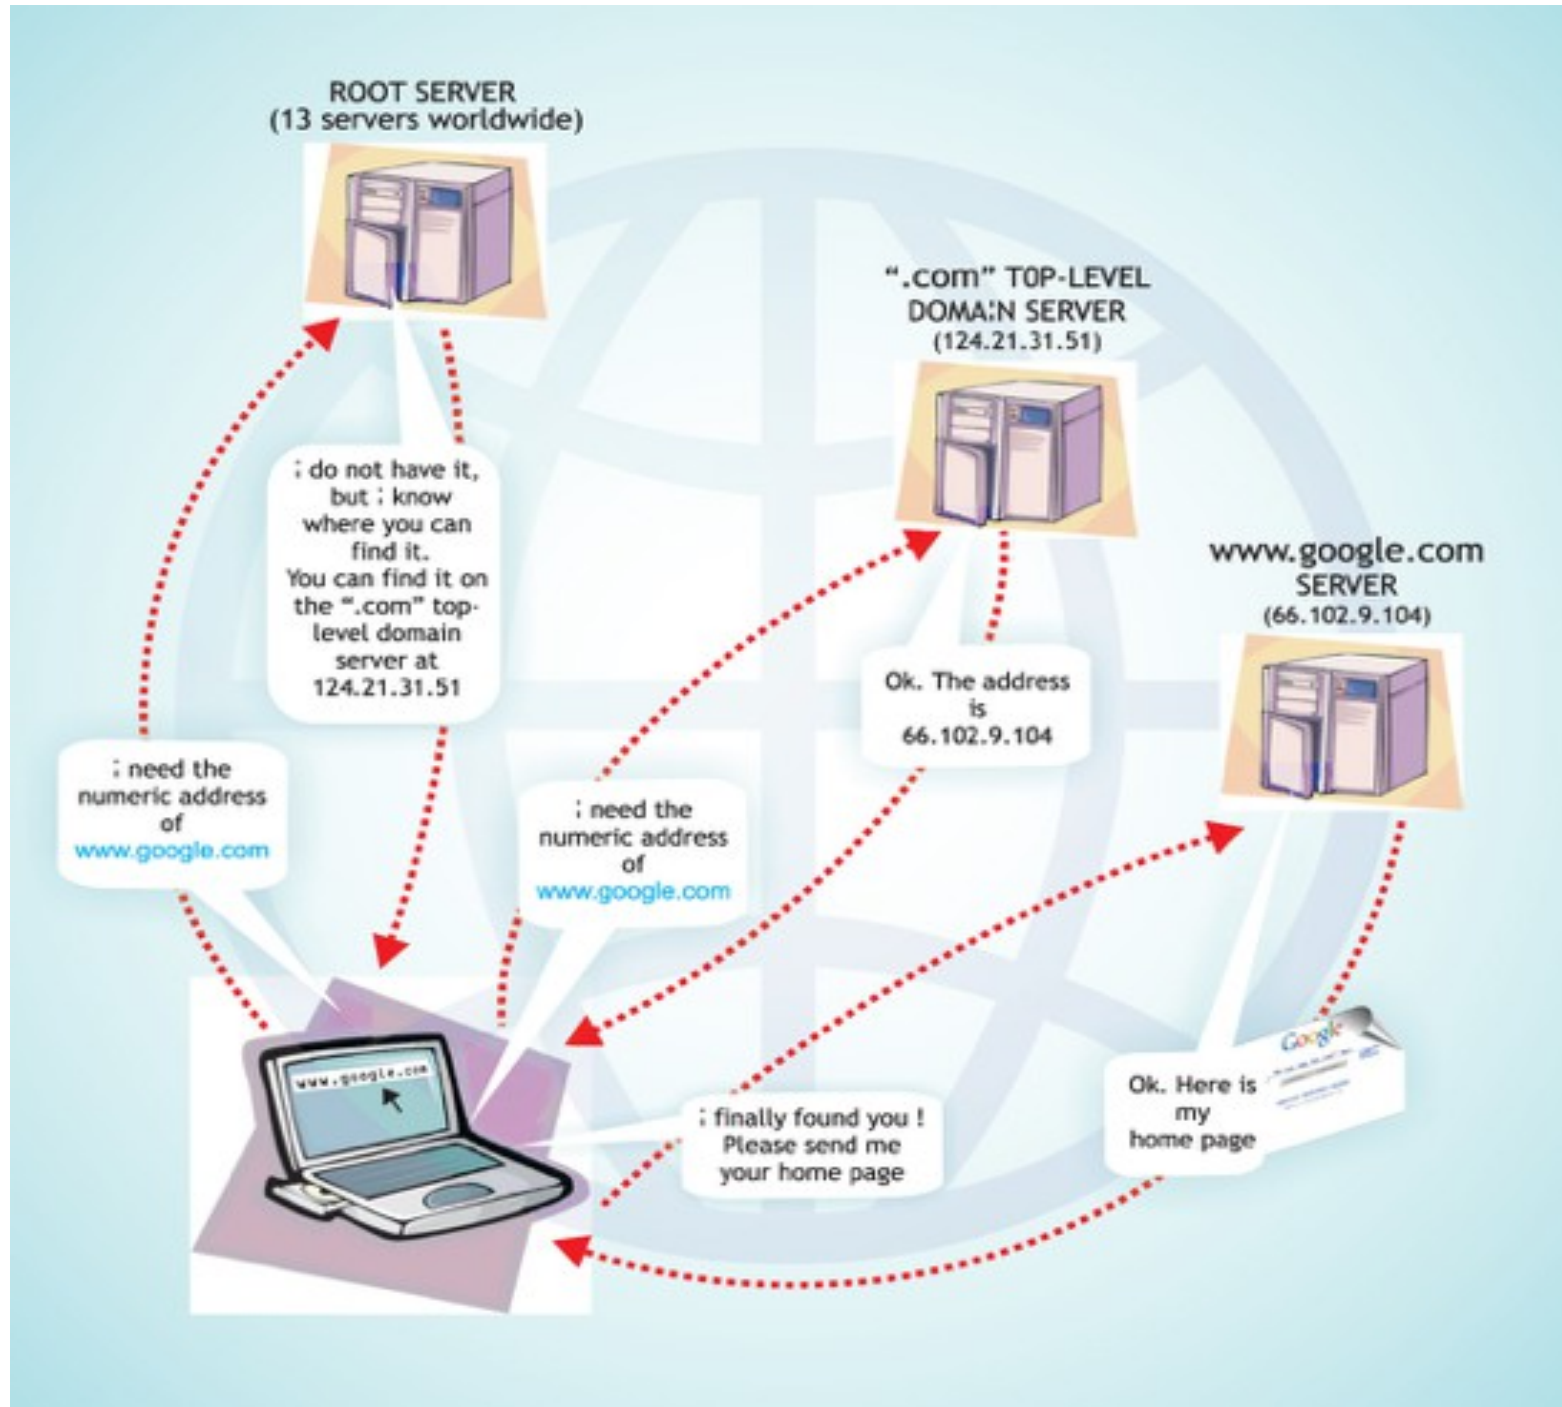 ROOT SERVER
(13 servers worldwide)
“.com” TOP-LEVEL
DOMAIN SERVER
(124.21.31.51)
www.google.com
SERVER
(66.102.9.104)
i do not have it,
but i know
where you can
find it.
You can find it on
the “.com” top-
level domain
server at
124.21.31.51
Ok. The address
is
66.102.9.104
i need the
numeric address
of
www.google.com
i need the
numeric address
of
www.google.com
www.google.com
i finally found you !
Please send me
your home page
Ok. Here is
my
home page
Google